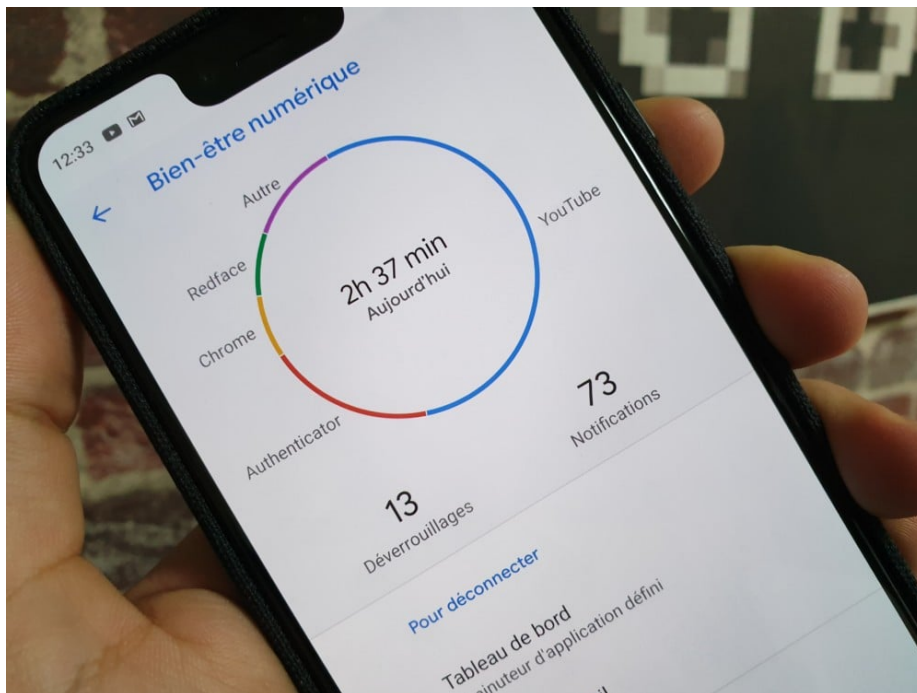 12:33
Bien-être numérique
Autre
YouTube
Redface
2h 37 min
Aujourd'hui
Chrome
Authenticator
73
Notifications
13
Déverrouillages
Pour déconnecter
Tableau de bord
d'application défini